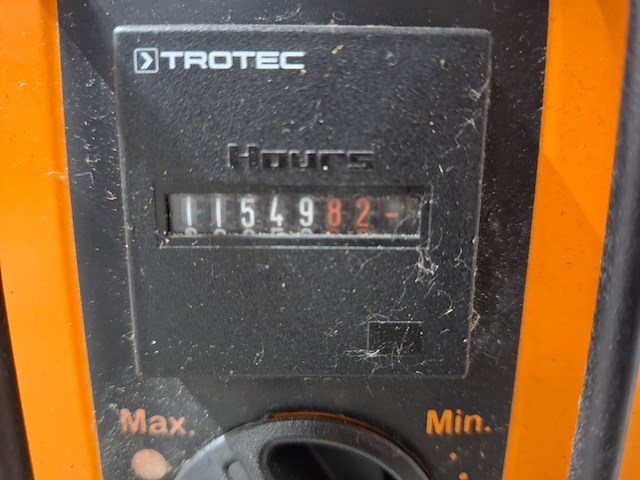 TROTEC
Hours
1154982-
Max. Min.